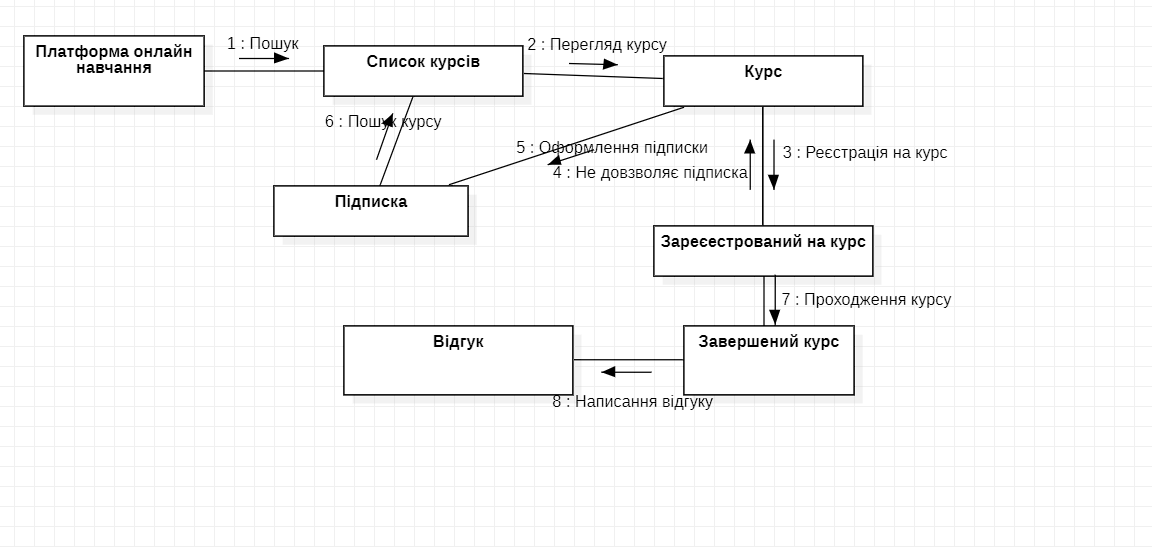 Платформа онлайн
навчання
1 : Пошук
Список курсів
2 : Перегляд курсу
Курс
6 : Пошук курсу
5 : Оформлення підписки
4 : Не довзволяє підписка
3 : Реєстрація на курс
Підписка
Зареєестрований на курс
7 : Проходження курсу
Відгук
Завершений курс
8 : Написання відгуку